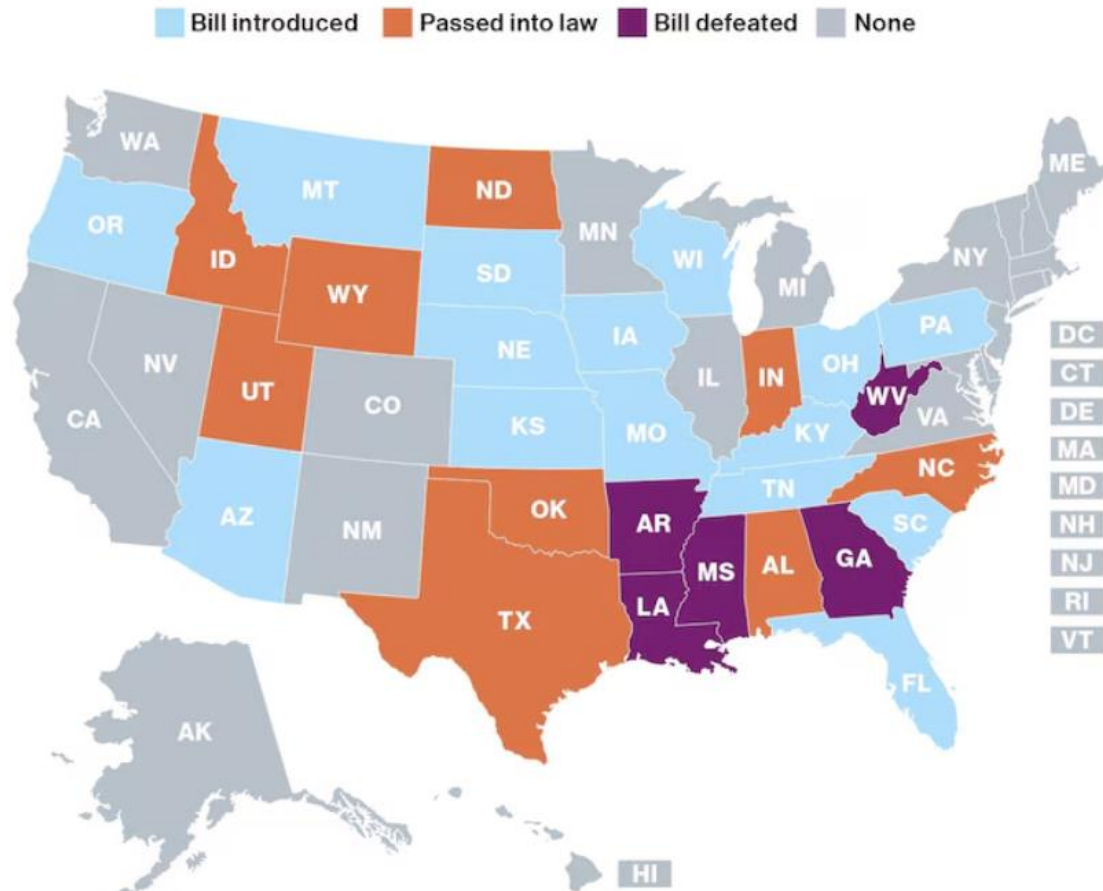 Bill introduced Passed into law Bill defeated None
WA
ME
MT
ND
OR
MN
ID
WI
NY
SD
WY
MI
PA
IA
NE
DC
NV
OH
UT
IL
IN
CT
CO
WV
CA
VA
DE
KS
MO
KY
MA
NC
TN
MD
AZ
OK
NM
AR
SC
NH
MS
AL
GA
NJ
LA
TX
RI
VT
FL
AK
HI